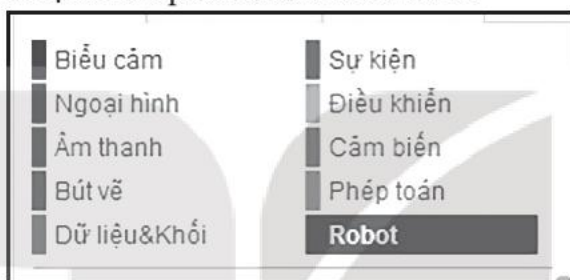 Biểu cảm
Ngoại hình
Âm thanh
Bút vẽ
Dữ liệu&Khối
Sự kiện
Điều khiển
Cảm biến
Phép toán
Robot